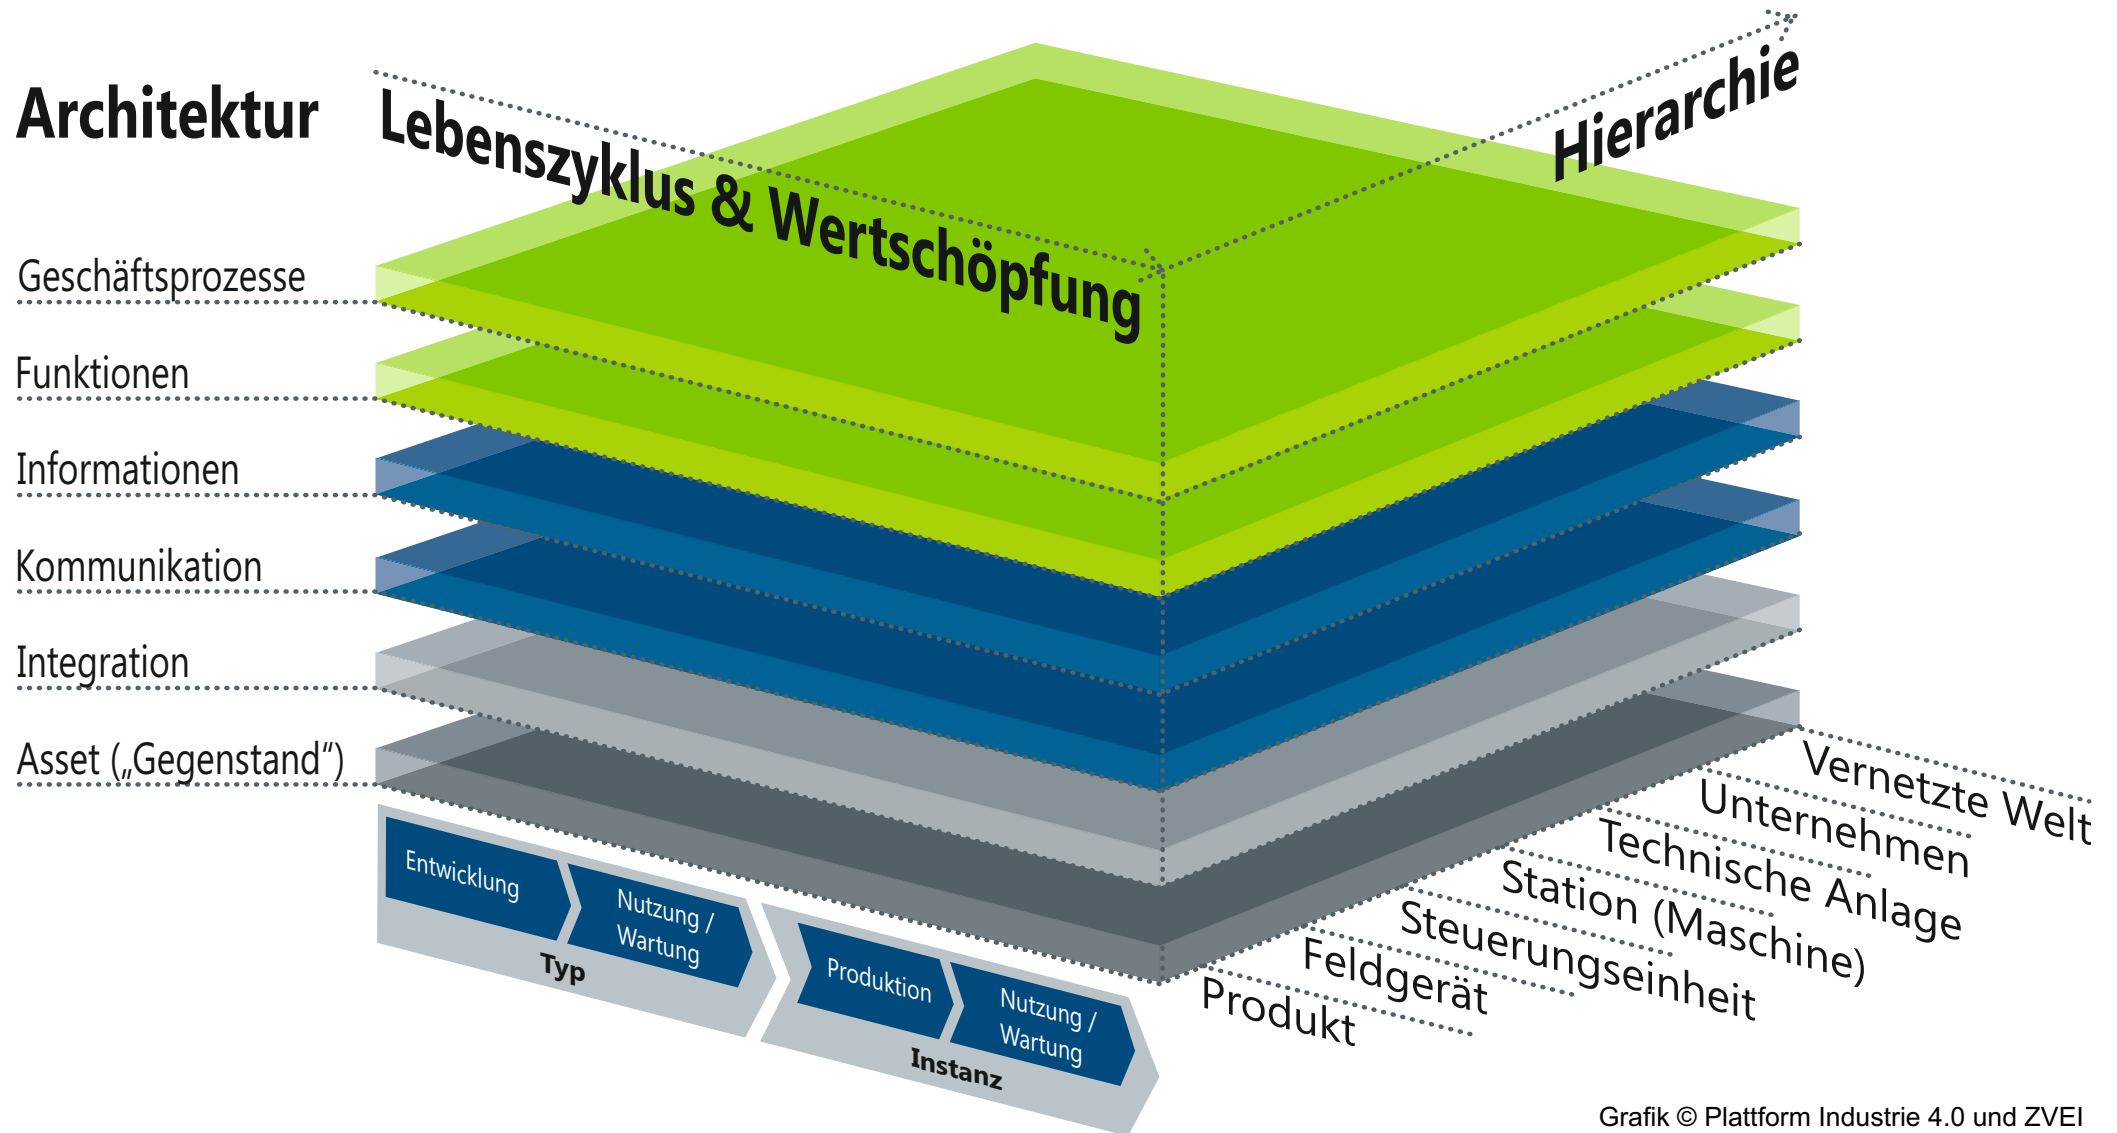 Architektur
Lebenszyklus & Wertschöpfung
Hierarchie
Geschäftsprozesse
Funktionen
Informationen
Kommunikation
Integration
Asset („Gegenstand“)
Entwicklung
Nutzung /
Wartung
Typ
Produktion
Nutzung /
Wartung
Instanz
Vernetzte Welt
Unternehmen
Technische Anlage
Station (Maschine)
Steuerungseinheit
Feldgerät
Produkt
Grafik © Plattform Industrie 4.0 und ZVEI